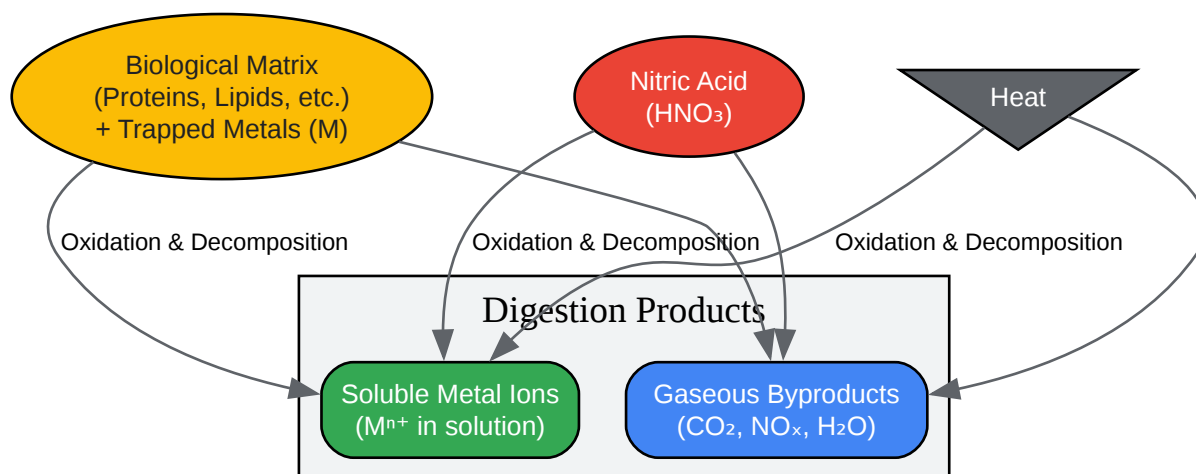 Biological Matrix
(Proteins, Lipids, etc.)
+ Trapped Metals (M)
Nitric Acid
(HNO₃)
Heat
Oxidation & Decomposition
Oxidation & Decomposition
Oxidation & Decomposition
Digestion Products
Soluble Metal Ions
(Mⁿ⁺ in solution)
Gaseous Byproducts
(CO₂, NOₓ, H₂O)